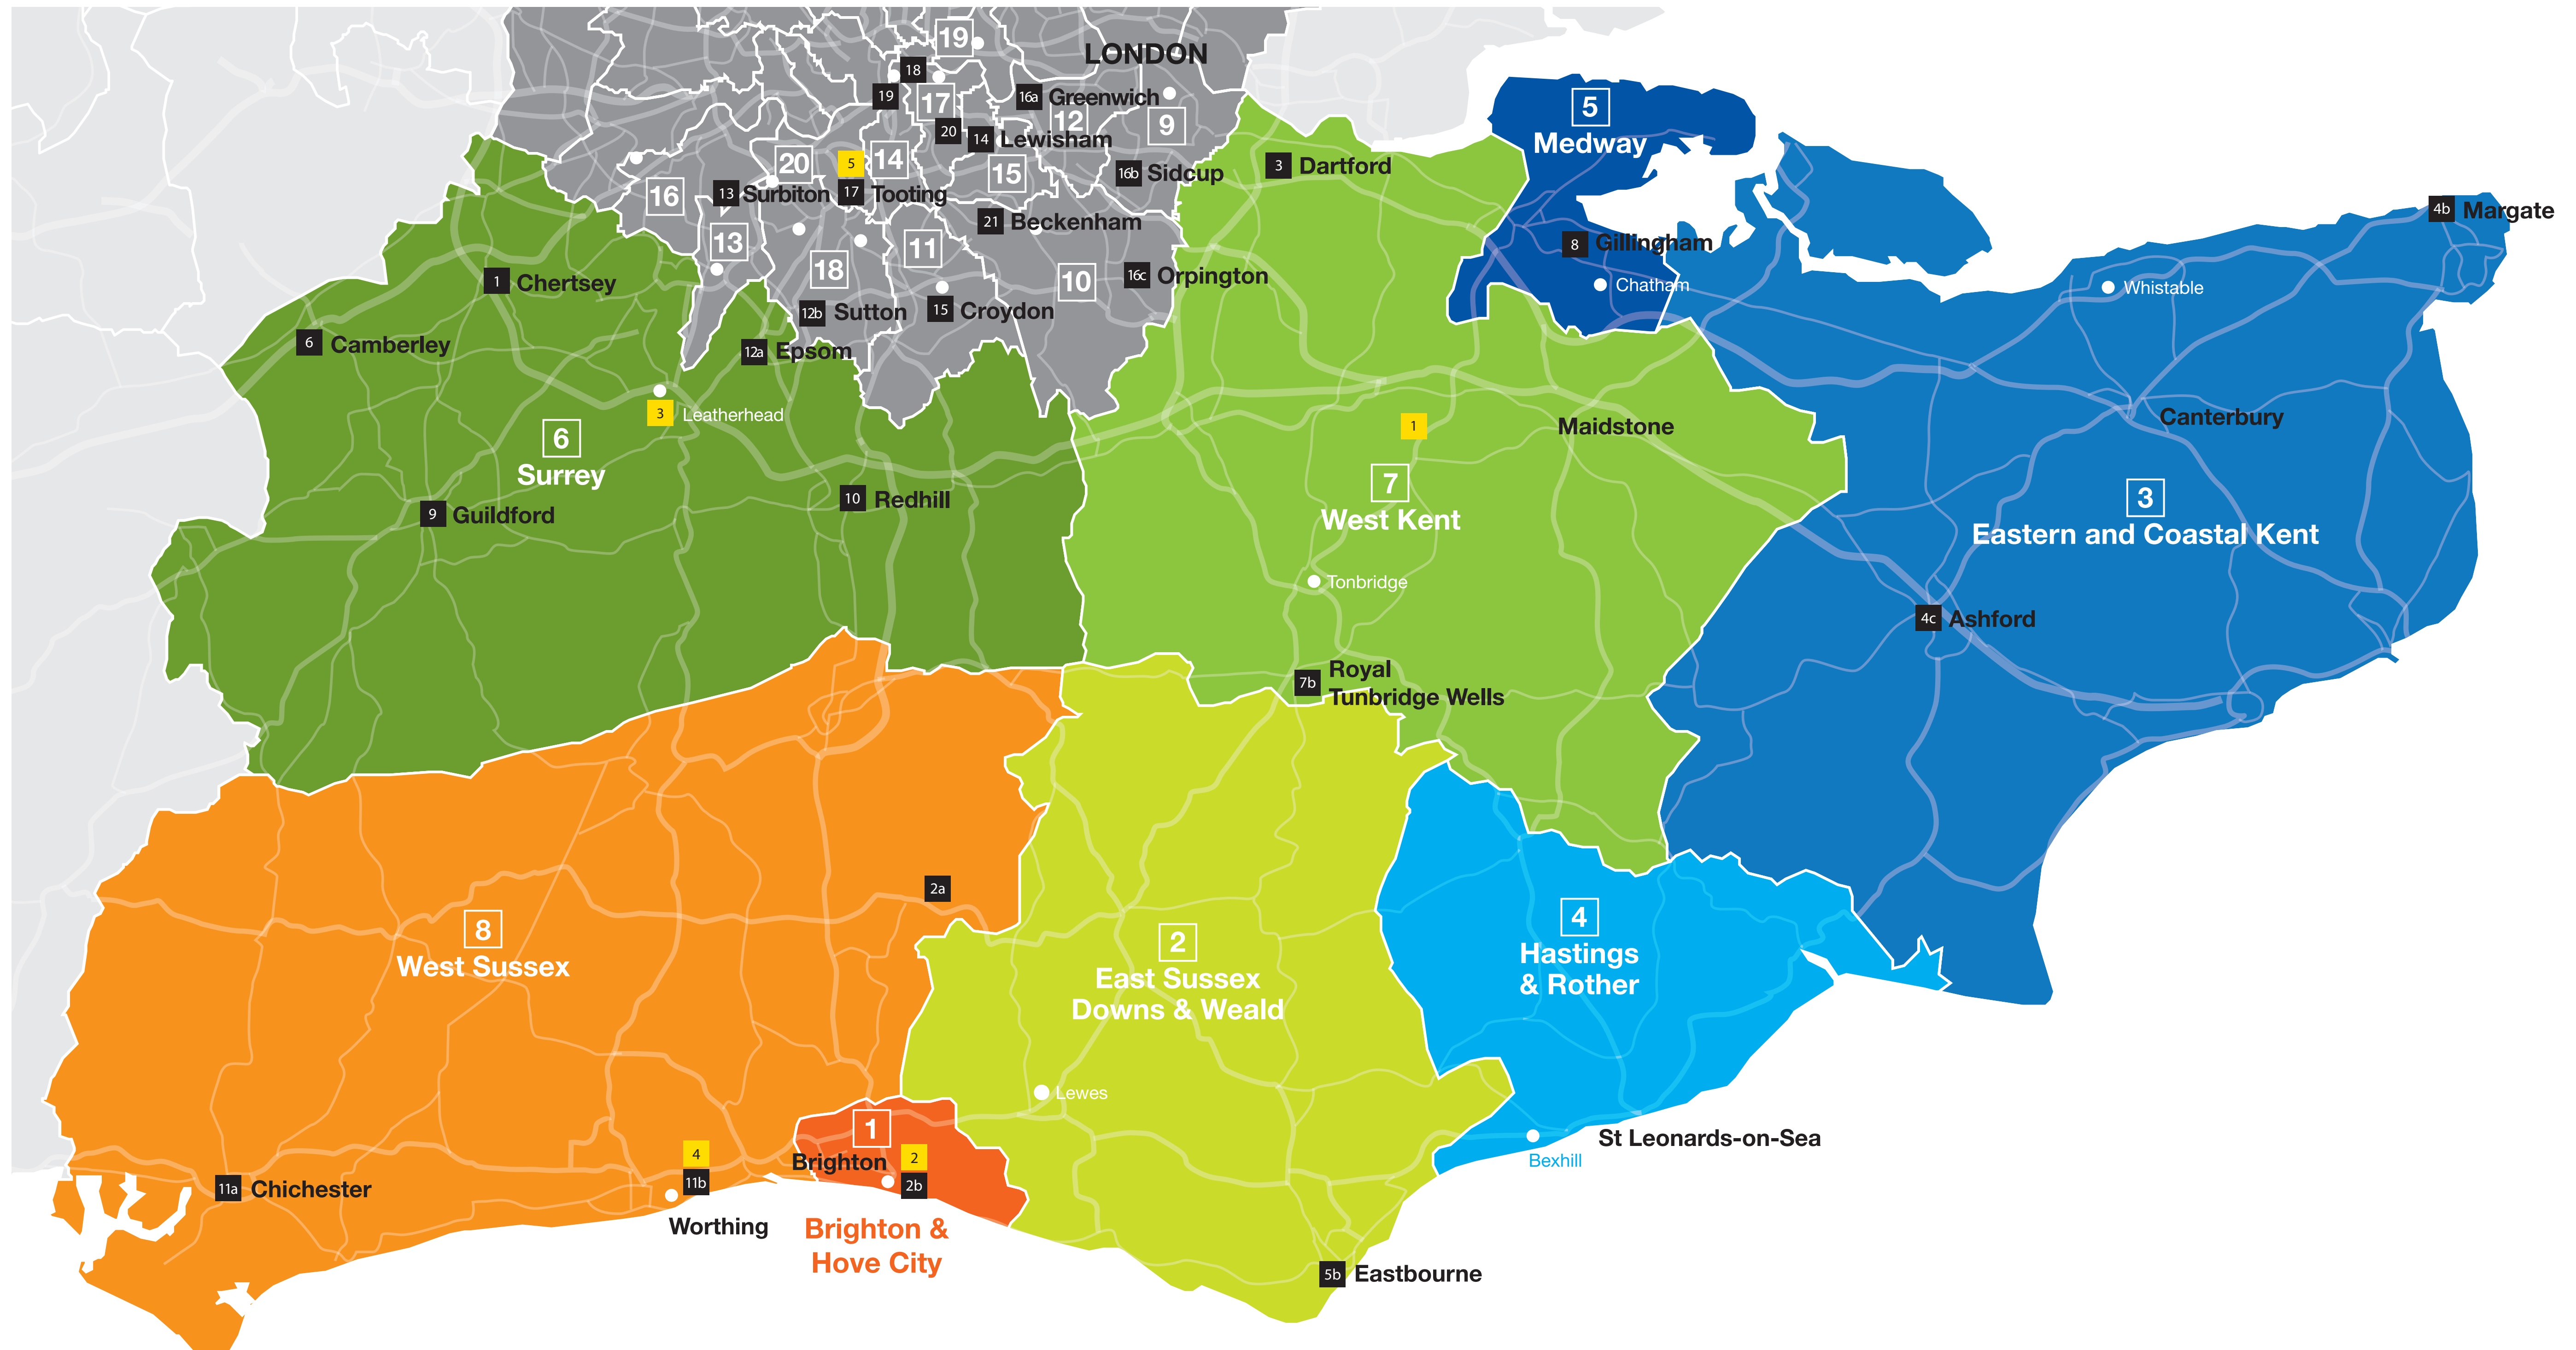 19
LONDON
18
19
17
16a Greenwich
12
9
5
Medway
20
14 Lewisham
20
5
14
15
16b Sidcup
3 Dartford
16
13 Surbiton
17 Tooting
4b Margate
21 Beckenham
13
11
8 Gillingham
18
10
16c Orpington
1 Chertsey
Chatham
Whistable
12b Sutton
15 Croydon
6 Camberley
12a Epsom
3 Leatherhead
1
Maidstone
Canterbury
6
Surrey
7
West Kent
3
Eastern and Coastal Kent
9 Guildford
10 Redhill
Tonbridge
4c Ashford
7b
Royal
Tunbridge Wells
2a
8
West Sussex
2
East Sussex
Downs & Weald
4
Hastings
& Rother
Lewes
1
Brighton
2
2b
4
11b
St Leonards-on-Sea
Bexhill
11a Chichester
Worthing
Brighton &
Hove City
5b Eastbourne